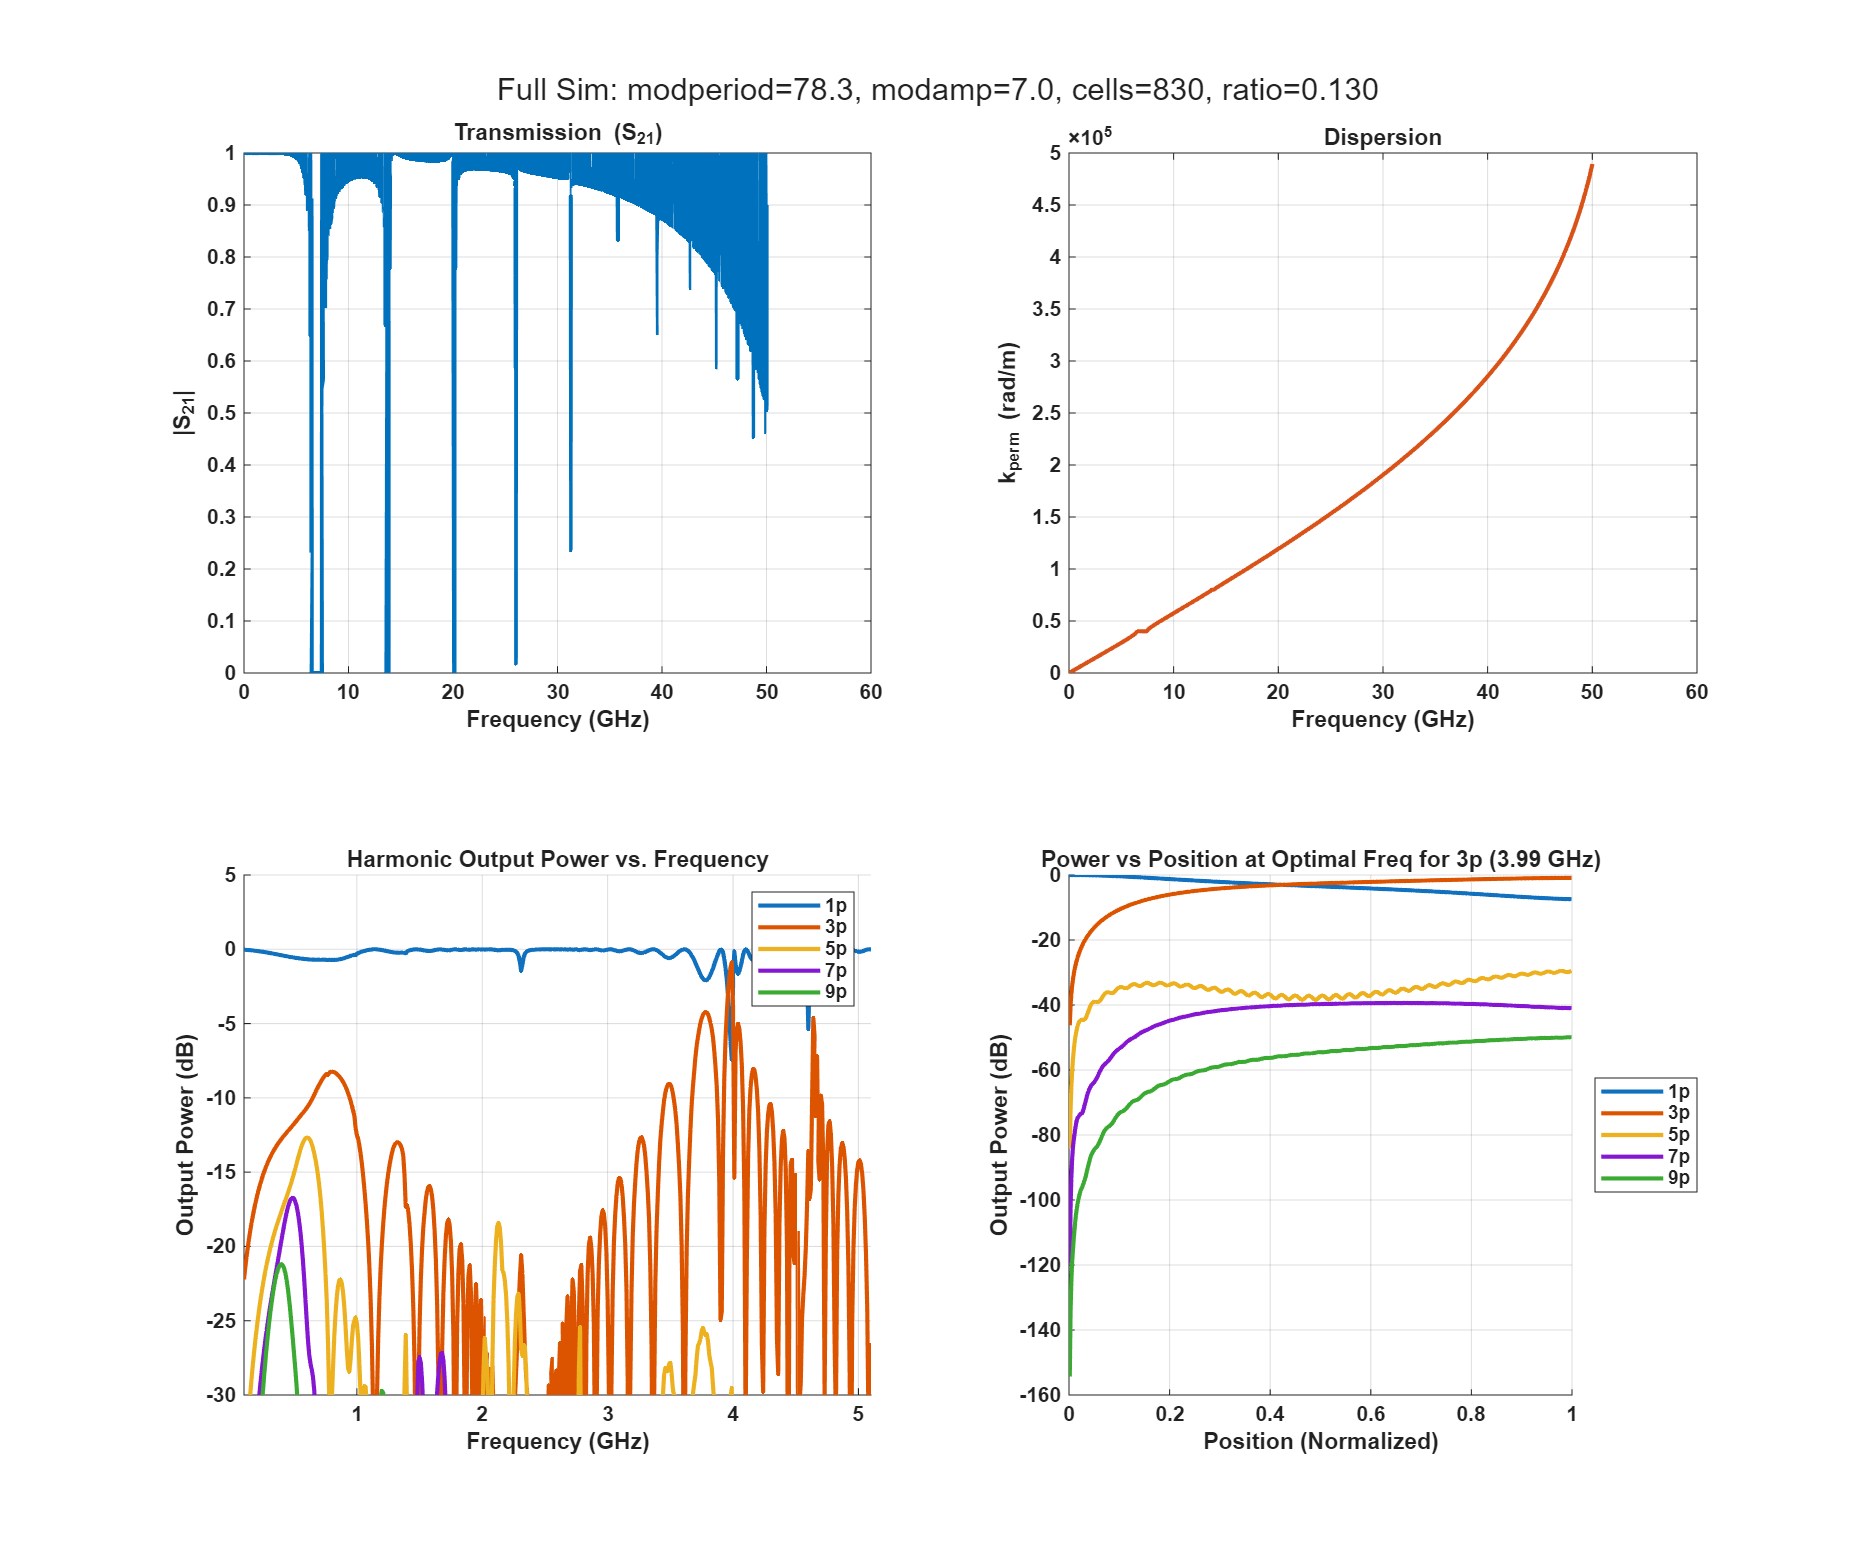 Full Sim: modperiod=78.3, modamp=7.0, cells=830, ratio=0.130
Transmission (S21)
1
0.9
0.8
0.7
0.6
0.5
0.4
0.3
0.2
0.1
0
|S21|
0 10 20 30 40 50 60
Frequency (GHz)
×10^5
Dispersion
5
4.5
4
3.5
3
2.5
2
1.5
1
0.5
0
kperm (rad/m)
0 10 20 30 40 50 60
Frequency (GHz)
Harmonic Output Power vs. Frequency
5
0
-5
-10
-15
-20
-25
-30
Output Power (dB)
1p
3p
5p
7p
9p
1 2 3 4 5
Frequency (GHz)
Power vs Position at Optimal Freq for 3p (3.99 GHz)
0
-20
-40
-60
-80
-100
-120
-140
-160
Output Power (dB)
0 0.2 0.4 0.6 0.8 1
Position (Normalized)
1p
3p
5p
7p
9p